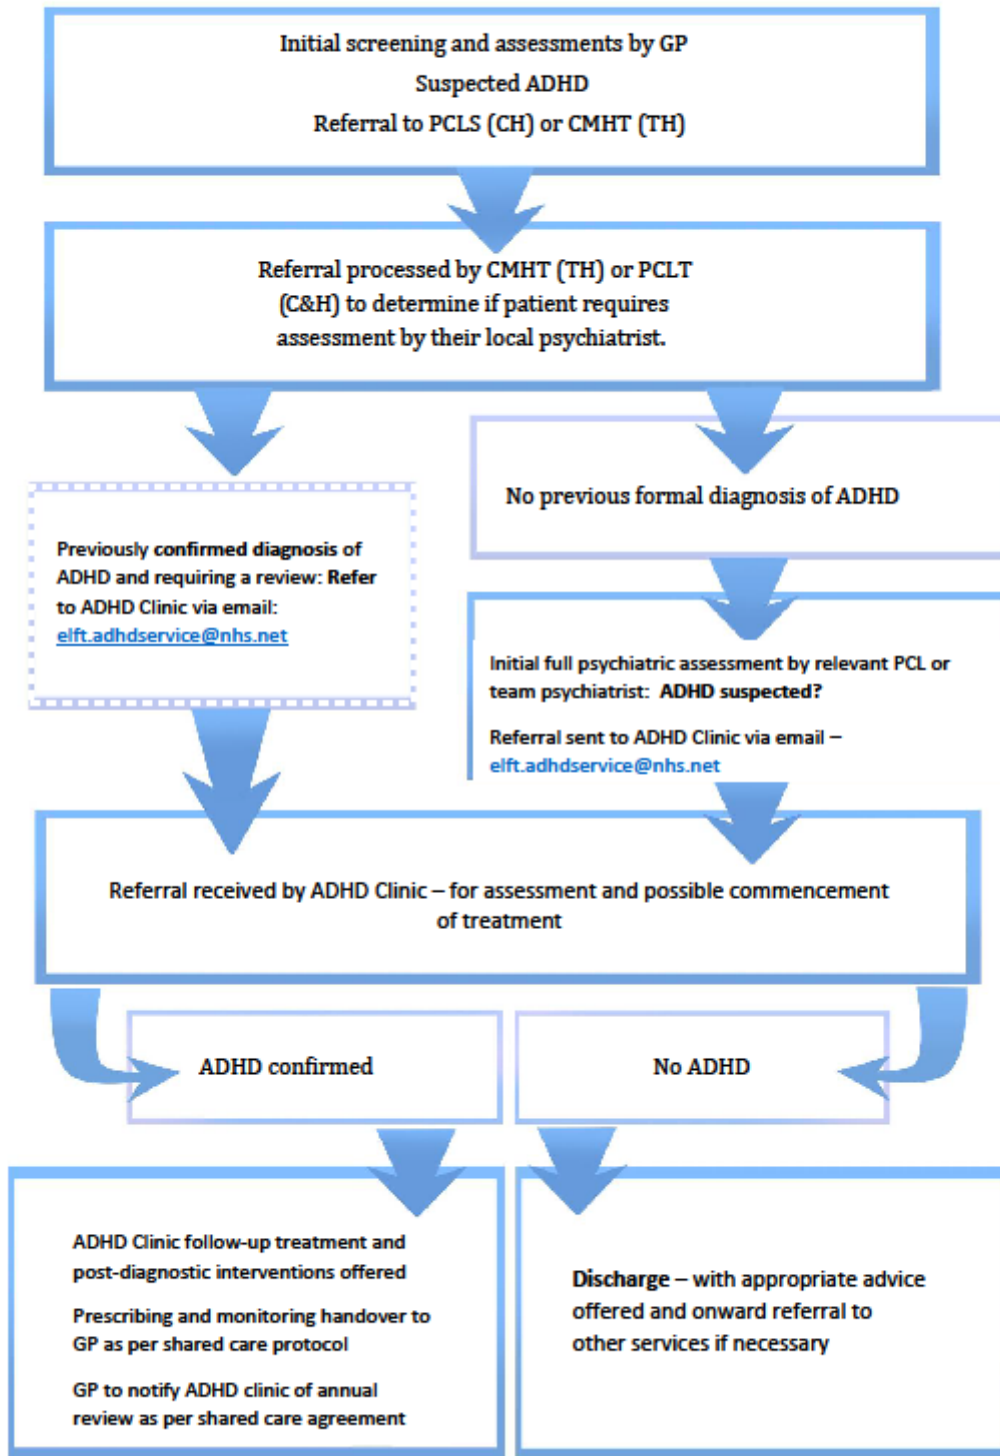 Initial screening and assessments by GP
Suspected ADHD
Referral to PCLS (CH) or CMHT (TH)
Referral processed by CMHT (TH) or PCLT
(C&H) to determine if patient requires
assessment by their local psychiatrist.
Previously confirmed diagnosis of
ADHD and requiring a review: Refer
to ADHD Clinic via email:
elft.adhdservice@nhs.net
No previous formal diagnosis of ADHD
Initial full psychiatric assessment by relevant PCL or
team psychiatrist: ADHD suspected?
Referral sent to ADHD Clinic via email –
elft.adhdservice@nhs.net
Referral received by ADHD Clinic – for assessment and possible commencement
of treatment
ADHD confirmed
No ADHD
ADHD Clinic follow-up treatment and
post-diagnostic interventions offered
Prescribing and monitoring handover to
GP as per shared care protocol
GP to notify ADHD clinic of annual
review as per shared care agreement
Discharge – with appropriate advice
offered and onward referral to
other services if necessary